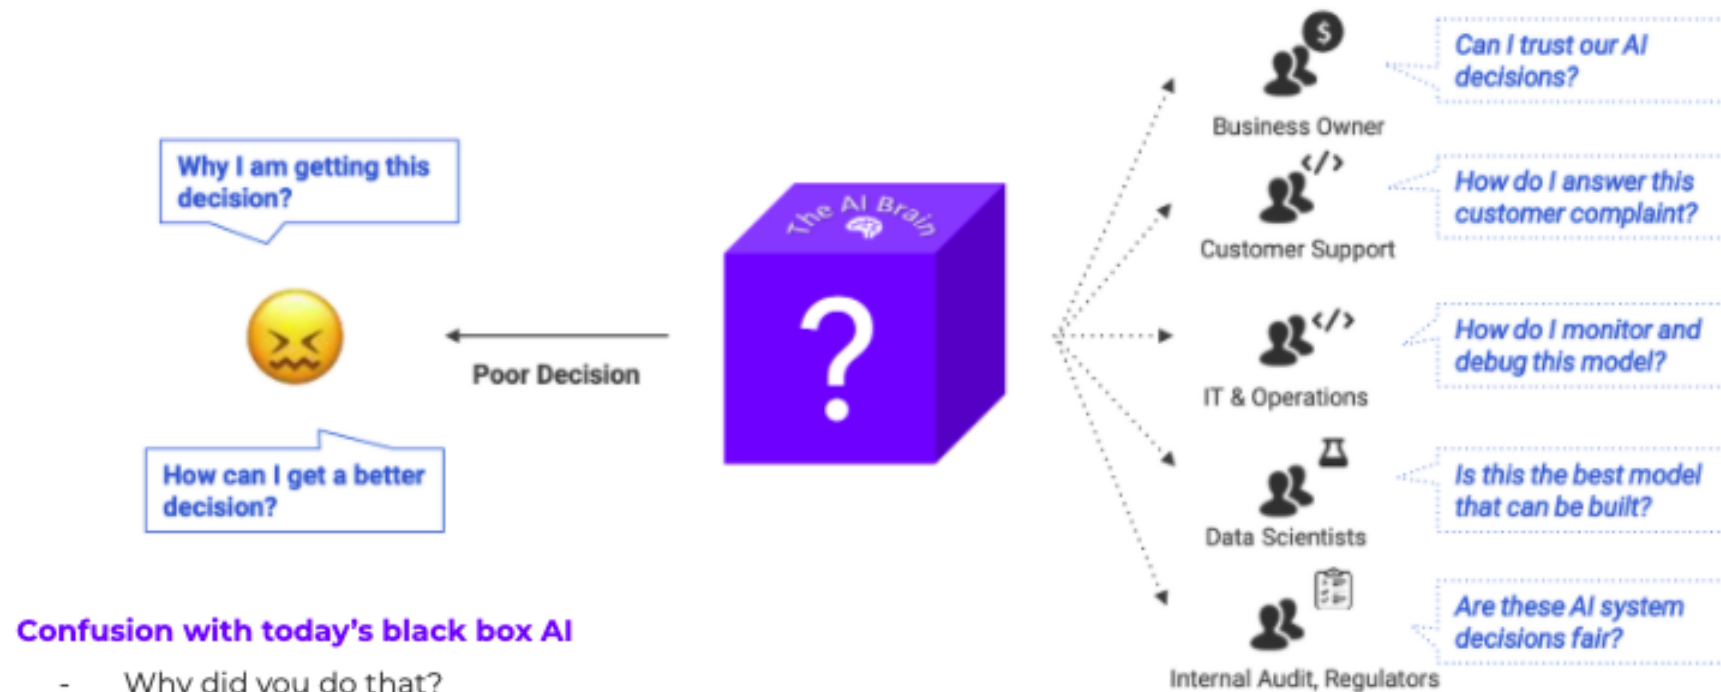 Why I am getting this
decision?
How can I get a better
decision?
Poor Decision
The AI Brain
?
Business Owner
Can I trust our AI
decisions?
</>
Customer Support
How do I answer this
customer complaint?
</>
IT & Operations
How do I monitor and
debug this model?
Data Scientists
Is this the best model
that can be built?
Internal Audit, Regulators
Are these AI system
decisions fair?
$
Confusion with today's black box AI
- Why did you do that?